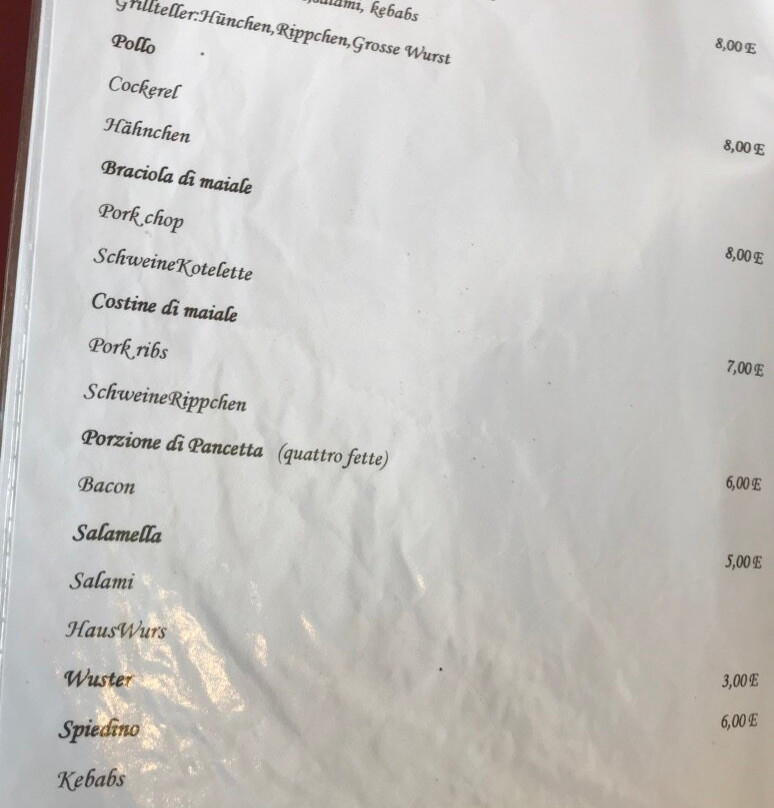 kebabs 8,00 E
Grillteller:Hünchen,Rippchen,Grosse Wurst
Pollo 8,00 E
Cockerel
Hähnchen
Braciola di maiale 8,00 E
Pork chop
SchweineKotelette
Costine di maiale 7,00 E
Pork ribs
SchweineRippchen
Porzione di Pancetta (quattro fette) 6,00 E
Bacon
Salamella 5,00 E
Salami
HausWurs
Wuster 3,00 E
Spiedino 6,00 E
Kebabs